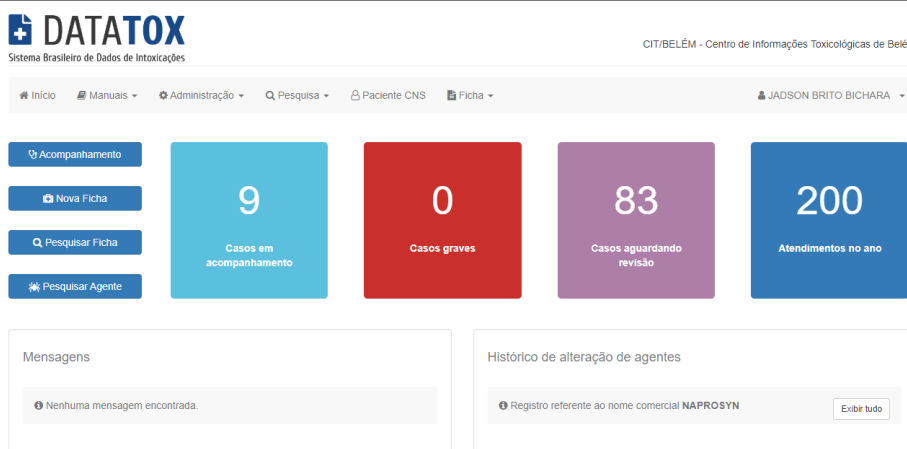 DATATOX
Sistema Brasileiro de Dados de Intoxicações
CIT/BELÉM - Centro de Informações Toxicológicas de Belé
Início Manuais Administração Pesquisa Paciente CNS Ficha JADSON BRITO BICHARA
Acompanhamento
Nova Ficha
Pesquisar Ficha
Pesquisar Agente
9
Casos em
acompanhamento
0
Casos graves
83
Casos aguardando
revisão
200
Atendimentos no ano
Mensagens
Nenhuma mensagem encontrada.
Histórico de alteração de agentes
Registro referente ao nome comercial NAPROSYN
Exibir tudo